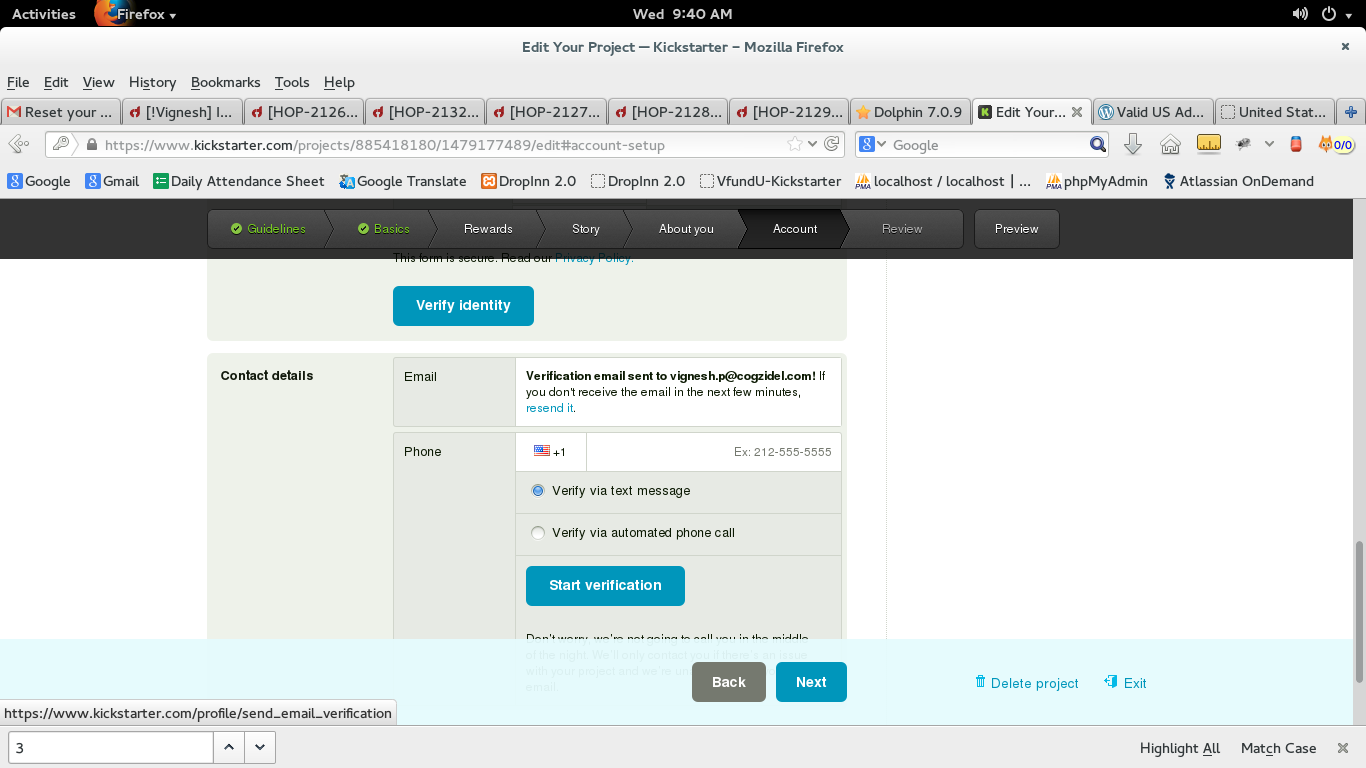 Activities Firefox Wed 9:40 AM
Edit Your Project — Kickstarter – Mozilla Firefox
File Edit View History Bookmarks Tools Help
Reset your ... [!Vignesh] I... [HOP-2126... [HOP-2132... [HOP-2127... [HOP-2128... [HOP-2129... Dolphin 7.0.9 Edit Your... Valid US Ad... United Stat...
https://www.kickstarter.com/projects/885418180/1479177489/edit#account-setup Google 0/0
Google Gmail Daily Attendance Sheet Google Translate DropInn 2.0 DropInn 2.0 VfundU-Kickstarter localhost / localhost | ... phpMyAdmin Atlassian OnDemand
Guidelines Basics Rewards Story About you Account Review Preview
This form is secure. Read our Privacy Policy.
Verify identity
Contact details
Email
Verification email sent to vignesh.p@cogzidel.com! If
you don't receive the email in the next few minutes,
resend it.
Phone
+1 Ex: 212-555-5555
Verify via text message
Verify via automated phone call
Start verification
Don't worry, we're not going to call you in the middle
of the night. We'll only contact you if there's an issue
with your project and we're
email.
Back Next Delete project Exit
https://www.kickstarter.com/profile/send_email_verification
3 Highlight All Match Case